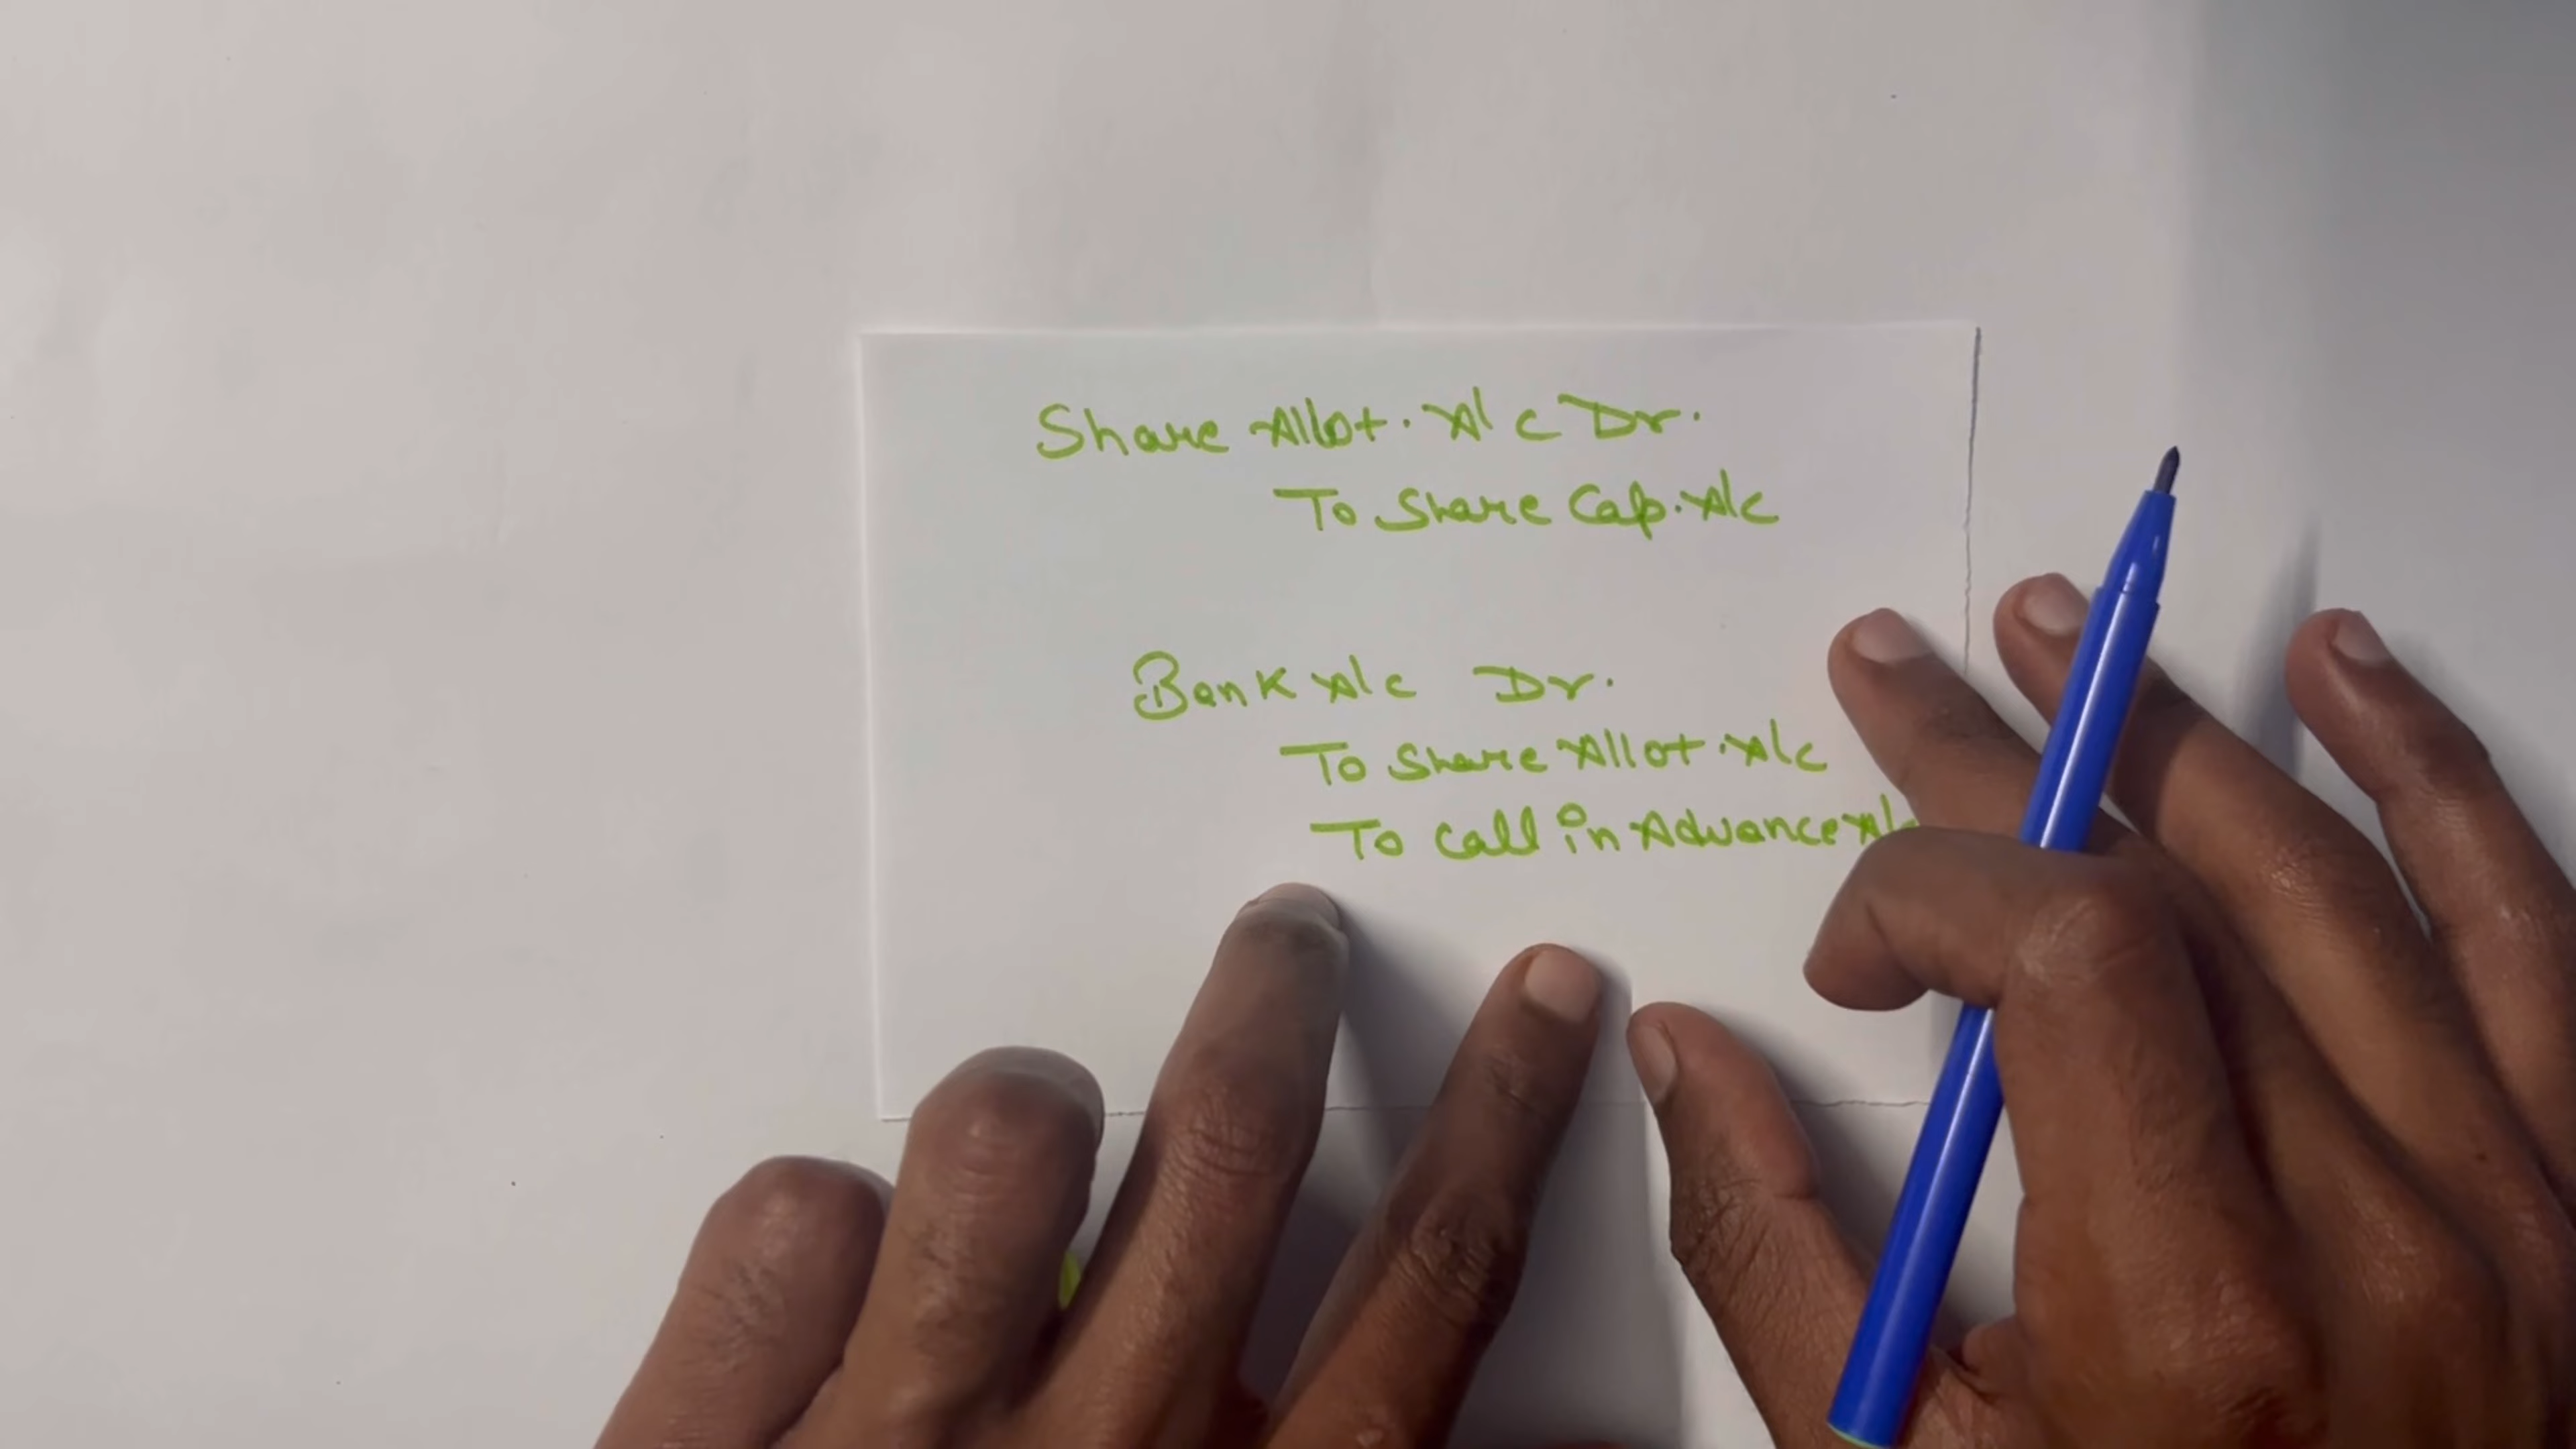 Share Allot. A/c Dr.
To Share Cap. A/c
Bank A/c Dr.
To Share Allot. A/c
To Call in Advance A/c